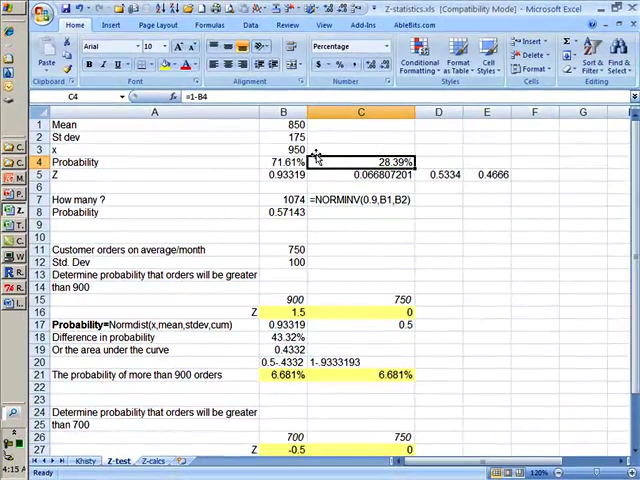 Z-statistics.xls [Compatibility Mode] - Microsoft Excel
Home Insert Page Layout Formulas Data Review View Add-Ins AbleBits.com
Paste Arial 10 Percentage Conditional Formatting Format as Table Cell Styles Insert Delete Format
Clipboard Font Alignment Number Styles Cells Editing
C4 fx =1-B4
A B C D E F G
1 Mean 850
2 St dev 175
3 x 950
4 Probability 71.61% 28.39%
5 Z 0.93319 0.066807201 0.5334 0.4666
6
7 How many ? 1074 =NORMINV(0.9,B1,B2)
8 Probability 0.57143
9
10
11 Customer orders on average/month 750
12 Std. Dev 100
13 Determine probability that orders will be greater
14 than 900
15 900 750
16 Z 1.5 0
17 Probability=Normdist(x,mean,stdev,cum) 0.93319 0.5
18 Difference in probability 43.32%
19 Or the area under the curve 0.4332
20 0.5-.4332 1-.9333193
21 The probability of more than 900 orders 6.681% 6.681%
22
23
24 Determine probability that orders will be greater
25 than 700
26 700 750
27 Z -0.5 0
Khisty Z-test Z-calcs
Ready 120%
4:15